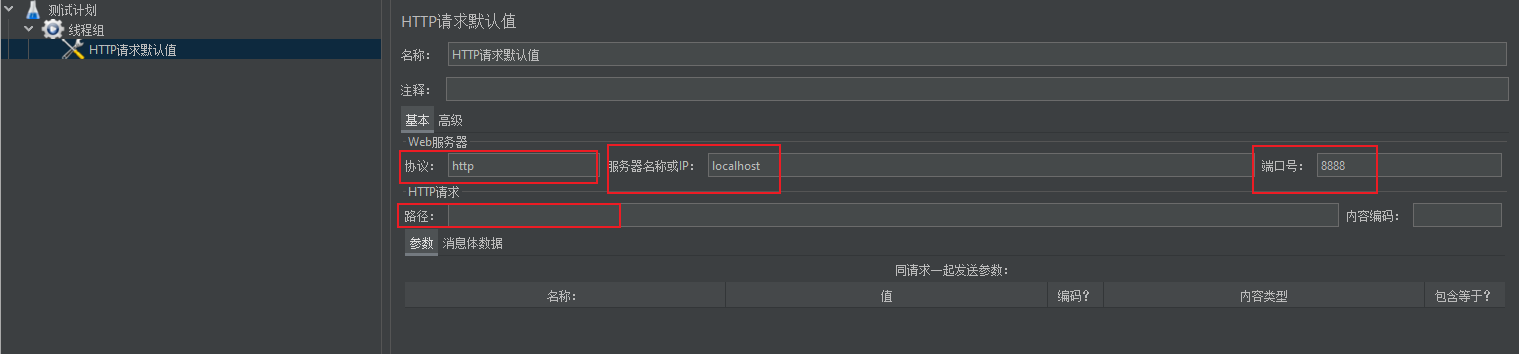 测试计划
线程组
HTTP请求默认值
HTTP请求默认值
名称： HTTP请求默认值
注释：
基本 高级
Web服务器
协议： http 服务器名称或IP： localhost 端口号： 8888
HTTP请求
路径： 内容编码：
参数 消息体数据
同请求一起发送参数：
名称： 值 编码？ 内容类型 包含等于？